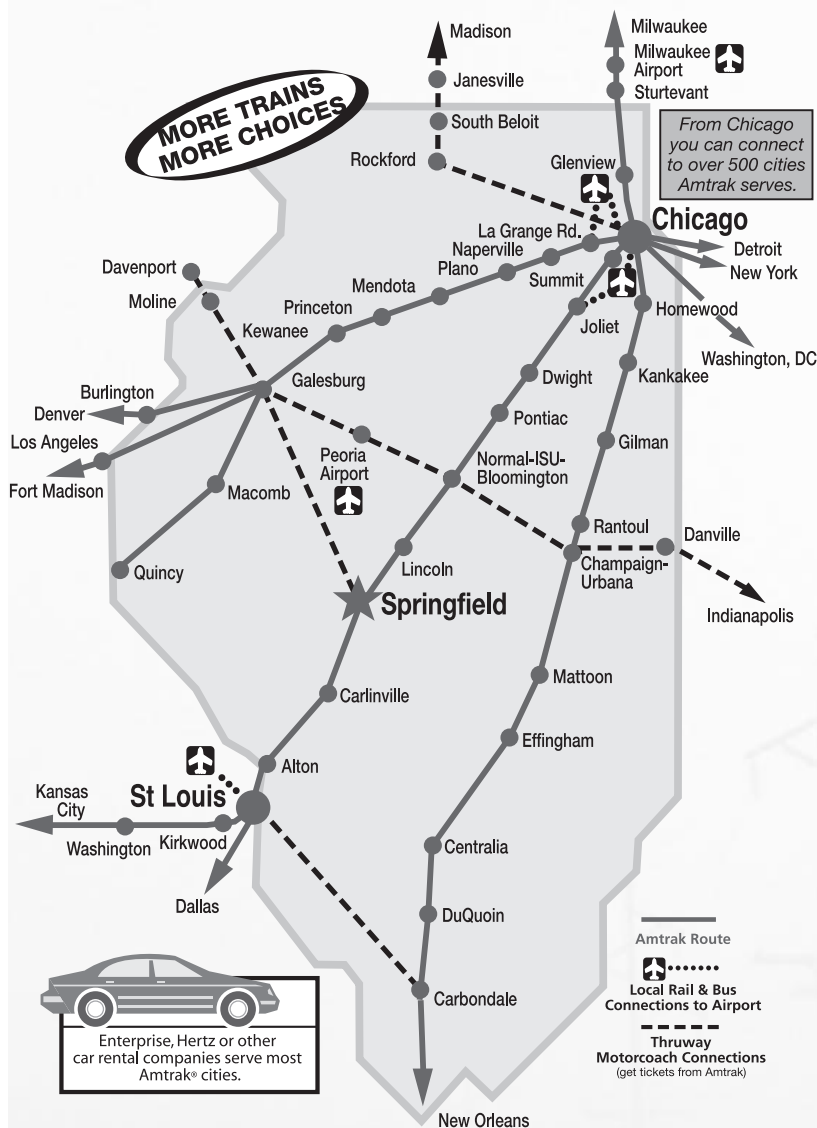 MORE TRAINS
MORE CHOICES
Madison
Janesville
South Beloit
Rockford
Milwaukee
Milwaukee
Airport
Sturtevant
From Chicago
you can connect
to over 500 cities
Amtrak serves.
Glenview
Chicago
La Grange Rd.
Naperville
Plano
Mendota
Princeton
Kewanee
Summit
Detroit
New York
Washington, DC
Homewood
Joliet
Davenport
Moline
Galesburg
Burlington
Denver
Los Angeles
Fort Madison
Macomb
Quincy
Peoria
Airport
Dwight
Pontiac
Normal-ISU-
Bloomington
Kankakee
Gilman
Rantoul
Champaign-
Urbana
Danville
Indianapolis
Lincoln
Springfield
Carlinville
Alton
St Louis
Kansas
City
Washington
Kirkwood
Dallas
Mattoon
Effingham
Centralia
DuQuoin
Carbondale
New Orleans
Amtrak Route
Local Rail & Bus
Connections to Airport
Thruway
Motorcoach Connections
(get tickets from Amtrak)
Enterprise, Hertz or other
car rental companies serve most
Amtrak® cities.